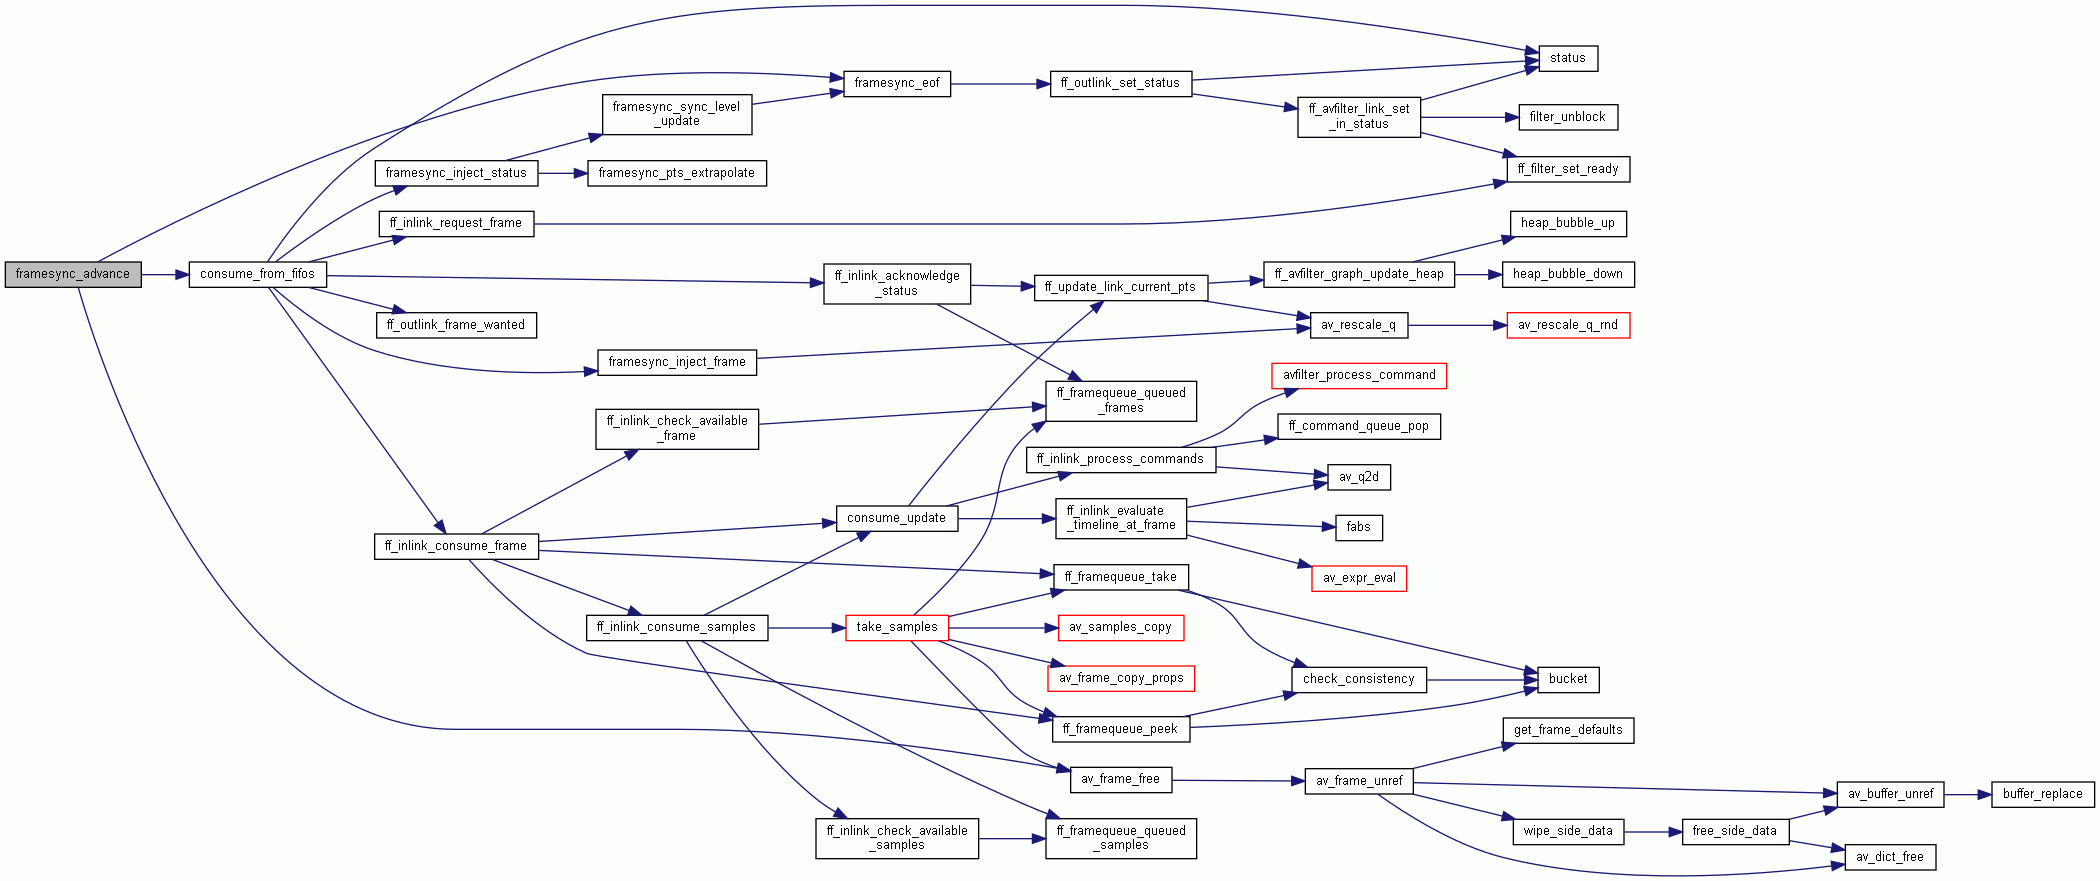 framesync_advance
consume_from_fifos
framesync_inject_status
ff_inlink_request_frame
ff_outlink_frame_wanted
ff_inlink_consume_frame
framesync_sync_level
_update
framesync_pts_extrapolate
framesync_inject_frame
ff_inlink_check_available
_frame
ff_inlink_consume_samples
framesync_eof
ff_inlink_acknowledge
_status
consume_update
take_samples
ff_inlink_check_available
_samples
ff_outlink_set_status
ff_update_link_current_pts
ff_framequeue_queued
_frames
ff_inlink_process_commands
ff_inlink_evaluate
_timeline_at_frame
ff_framequeue_take
av_samples_copy
av_frame_copy_props
ff_framequeue_peek
av_frame_free
ff_framequeue_queued
_samples
ff_avfilter_link_set
_in_status
ff_avfilter_graph_update_heap
av_rescale_q
avfilter_process_command
ff_command_queue_pop
av_q2d
fabs
av_expr_eval
check_consistency
av_frame_unref
status
filter_unblock
ff_filter_set_ready
heap_bubble_up
heap_bubble_down
av_rescale_q_rnd
bucket
get_frame_defaults
wipe_side_data
free_side_data
av_buffer_unref
av_dict_free
buffer_replace